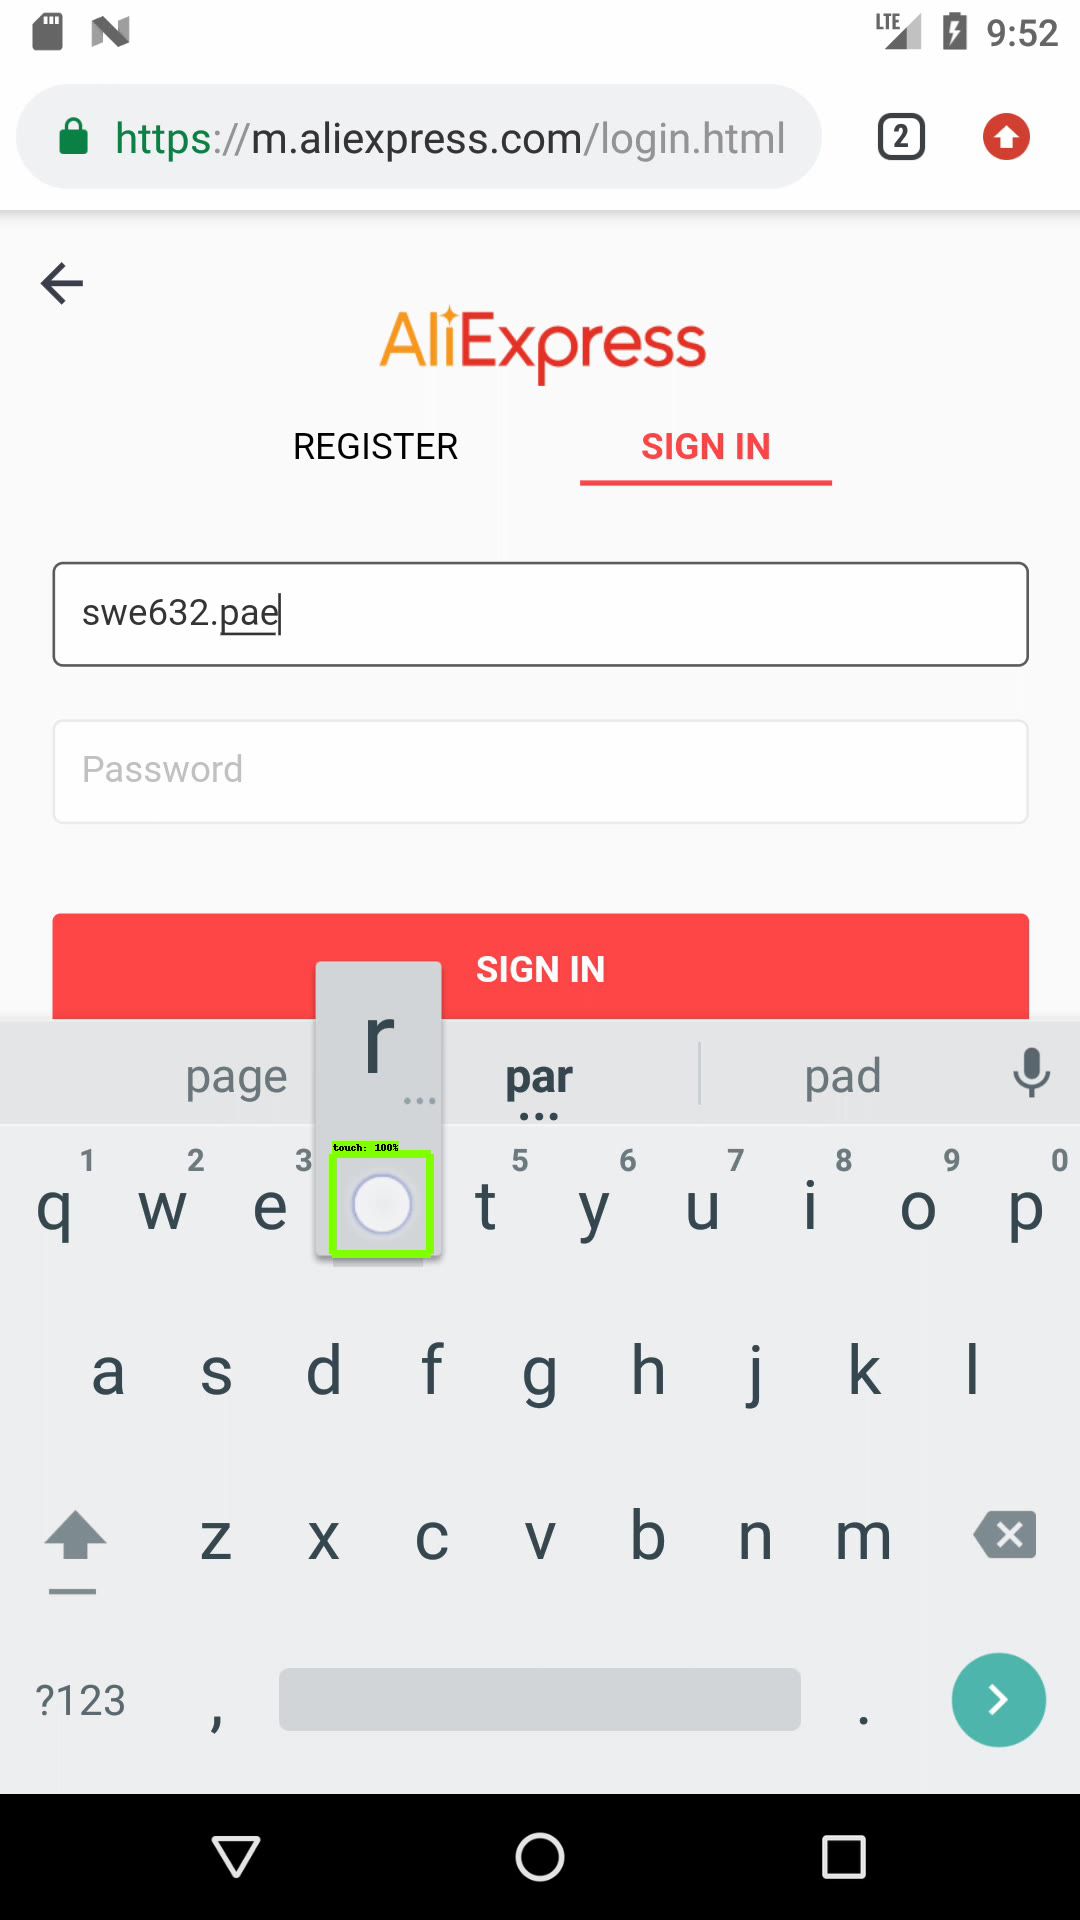 LTE 9:52
https://m.aliexpress.com/login.html 2
AliExpress
REGISTER SIGN IN
swe632.pae
Password
SIGN IN
r
page par pad
touch: 100%
1 2 3 5 6 7 8 9 0
q w e t y u i o p
a s d f g h j k l
z x c v b n m
?123 , .